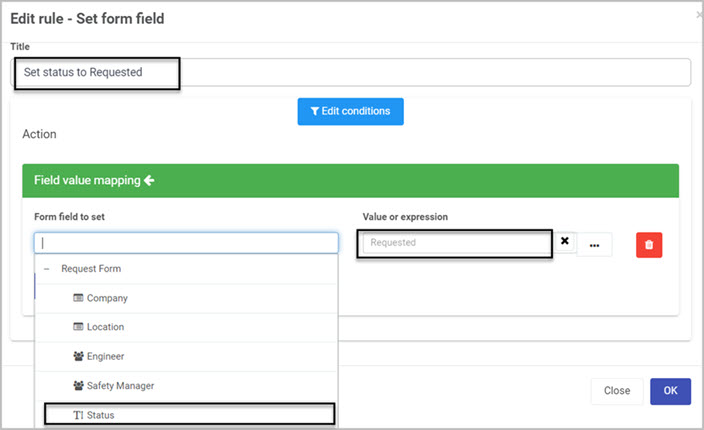 Edit rule - Set form field
Title
Set status to Requested
Edit conditions
Action
Field value mapping
Form field to set
Value or expression
Requested
Request Form
Company
Location
Engineer
Safety Manager
Status
Close
OK